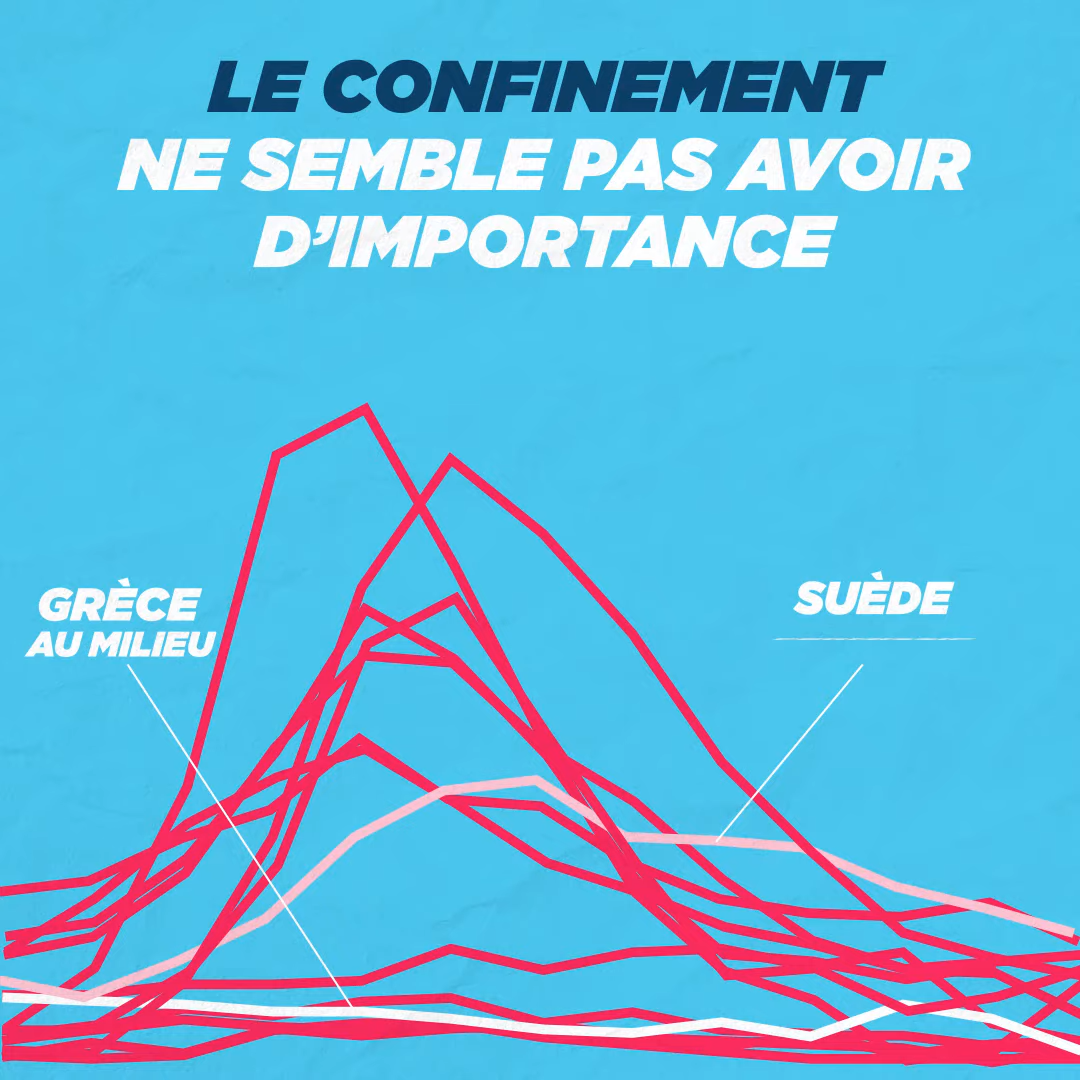 LE CONFINEMENT
NE SEMBLE PAS AVOIR
D'IMPORTANCE
GRÈCE
AU MILIEU
SUÈDE